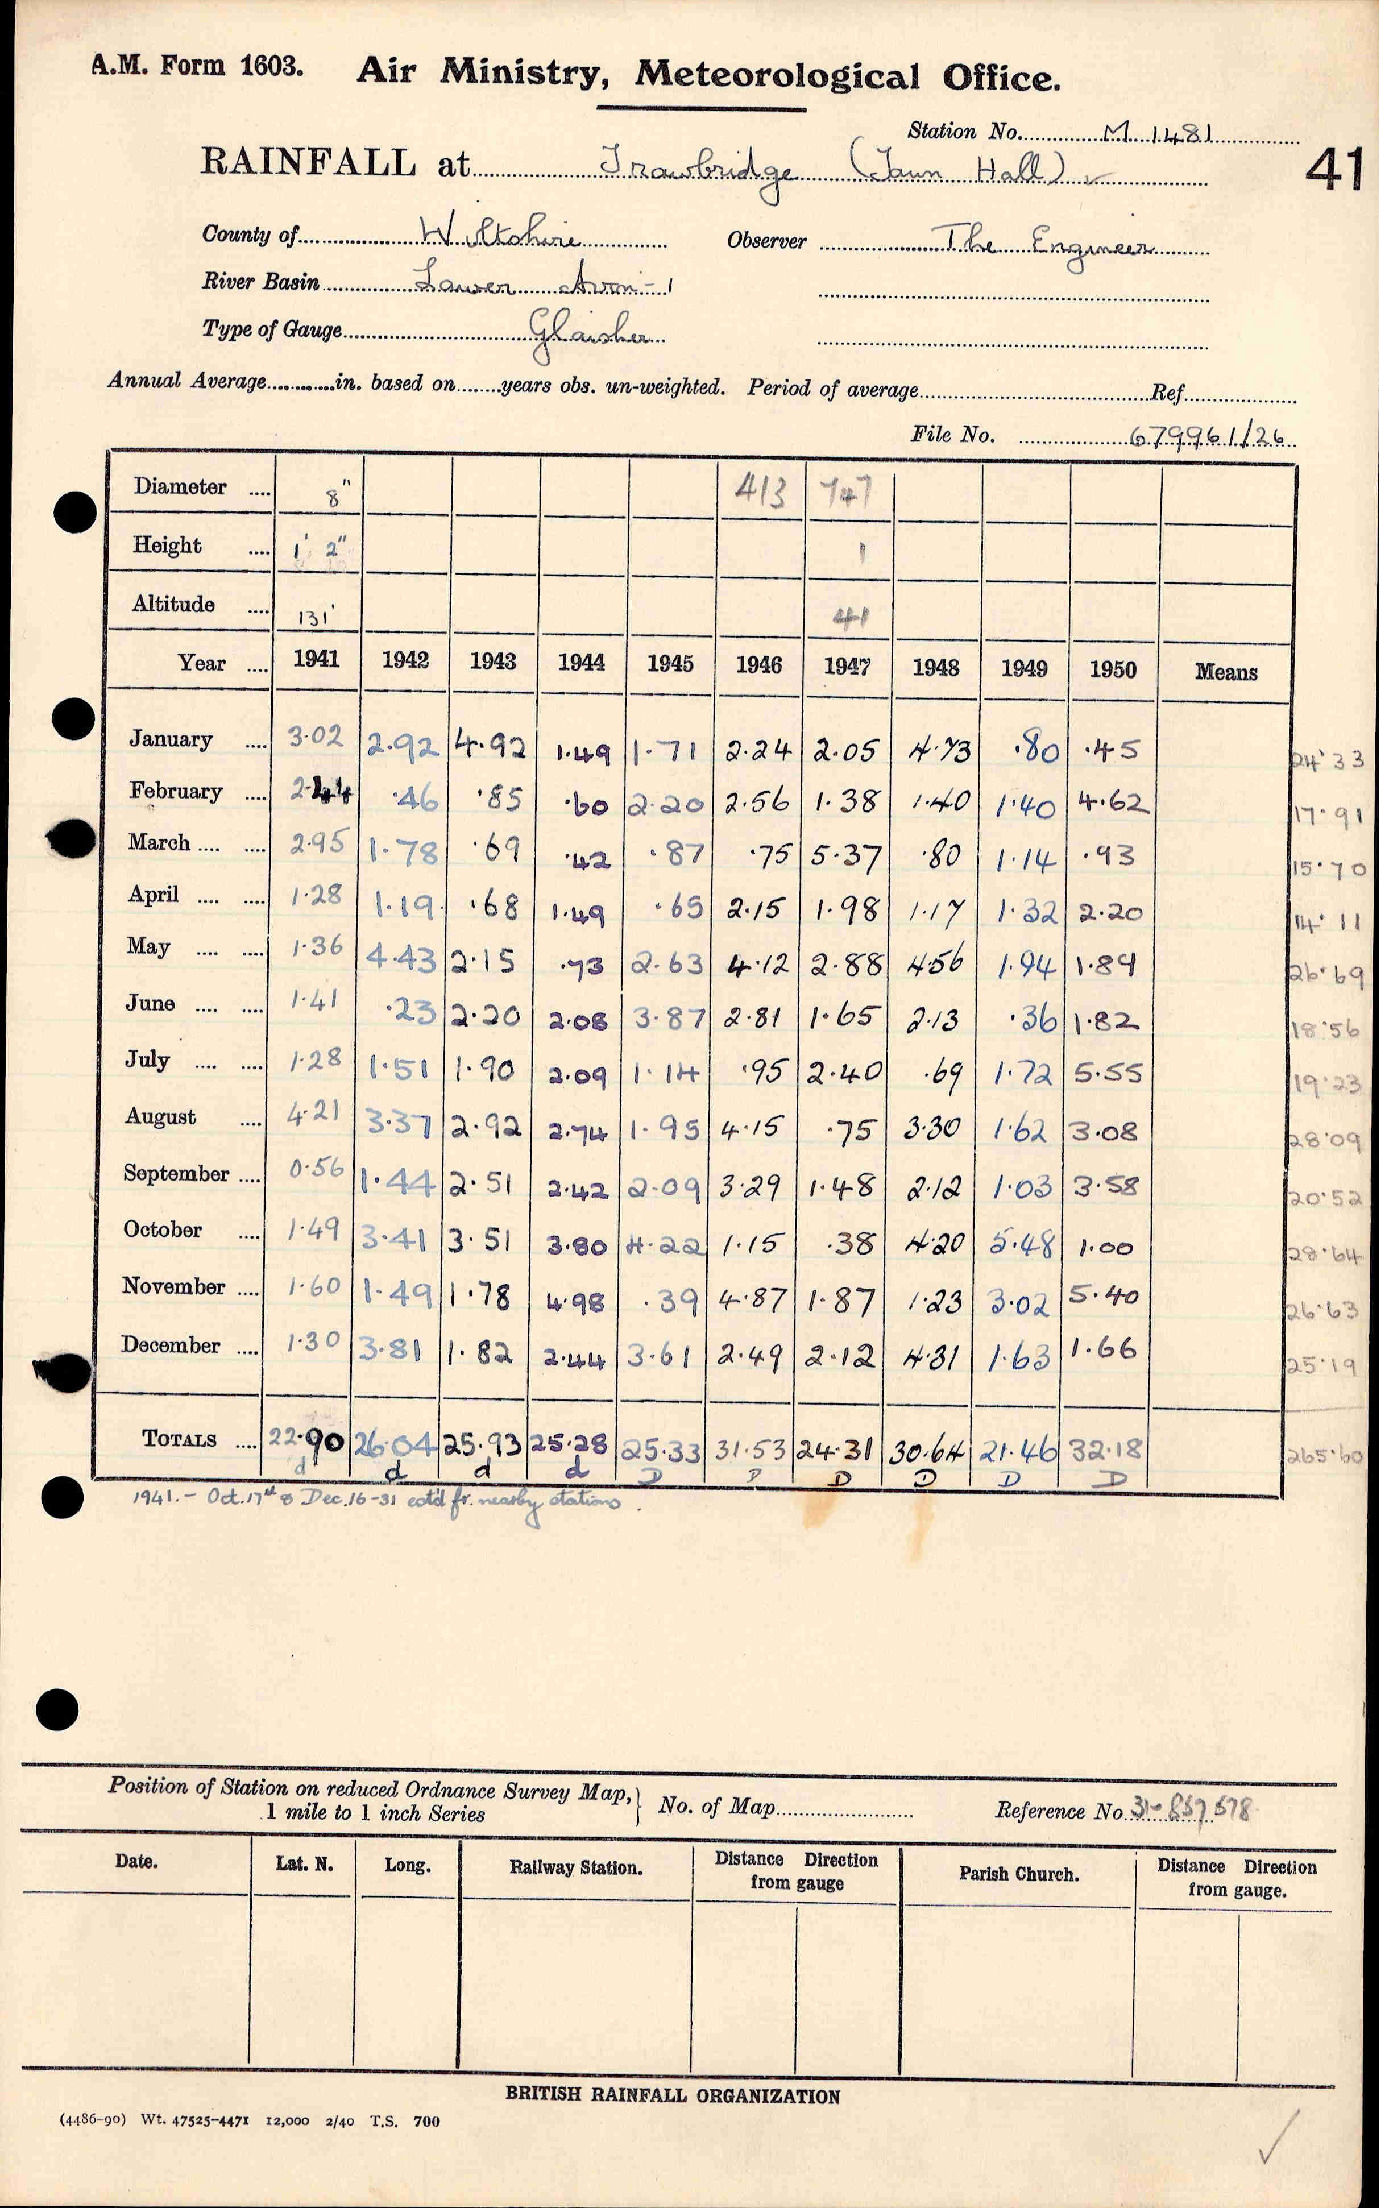 A.M. Form 1603. Air Ministry, Meteorological Office.
Station No. M 1481
RAINFALL at Trowbridge (Town Hall) ✓ 41
County of Wiltshire Observer The Engineer
River Basin Lower Avon - 1
Type of Gauge Glaisher
Annual Average in. based on years obs. un-weighted. Period of average Ref.
File No. 679961/26
Diameter .... 8" 413 747
Height .... 1' 2" 1
Altitude .... 131' 41
Year .... 1941 1942 1943 1944 1945 1946 1947 1948 1949 1950 Means
January .... 3.02 2.92 4.92 1.49 1.71 2.24 2.05 4.73 .80 .45 24.33
February .... 2.44 .46 .85 .60 2.20 2.56 1.38 1.40 1.40 4.62 17.91
March .... .... 2.95 1.78 .69 .42 .87 .75 5.37 .80 1.14 .93 15.70
April .... .... 1.28 1.19 .68 1.49 .65 2.15 1.98 1.17 1.32 2.20 14.11
May .... .... 1.36 4.43 2.15 .73 2.63 4.12 2.88 4.56 1.94 1.89 26.69
June .... .... 1.41 .23 2.20 2.08 3.87 2.81 1.65 2.13 .36 1.82 18.56
July .... .... 1.28 1.51 1.90 2.09 1.14 .95 2.40 .69 1.72 5.55 19.23
August .... 4.21 3.37 2.92 2.74 1.95 4.15 .75 3.30 1.62 3.08 28.09
September .... 0.56 1.44 2.51 2.42 2.09 3.29 1.48 2.12 1.03 3.58 20.52
October .... 1.49 3.41 3.51 3.80 4.22 1.15 .38 4.20 5.48 1.00 28.64
November .... 1.60 1.49 1.78 4.98 .39 4.87 1.87 1.23 3.02 5.40 26.63
December .... 1.30 3.81 1.82 2.44 3.61 2.49 2.12 4.31 1.63 1.66 25.19
TOTALS .... 22.90 26.04 25.93 25.28 25.33 31.53 24.31 30.64 21.46 32.18 265.60
d d d d D D D D D D
1941. - Oct. 17th & Dec. 16-31 estd fr. nearby stations.
Position of Station on reduced Ordnance Survey Map,
1 mile to 1 inch Series } No. of Map Reference No 31- 857578
Date. Lat. N. Long. Railway Station. Distance Direction from gauge Parish Church. Distance Direction from gauge.
BRITISH RAINFALL ORGANIZATION
(4486-90) Wt. 47525-4471 12,000 2/40 T.S. 700
✓